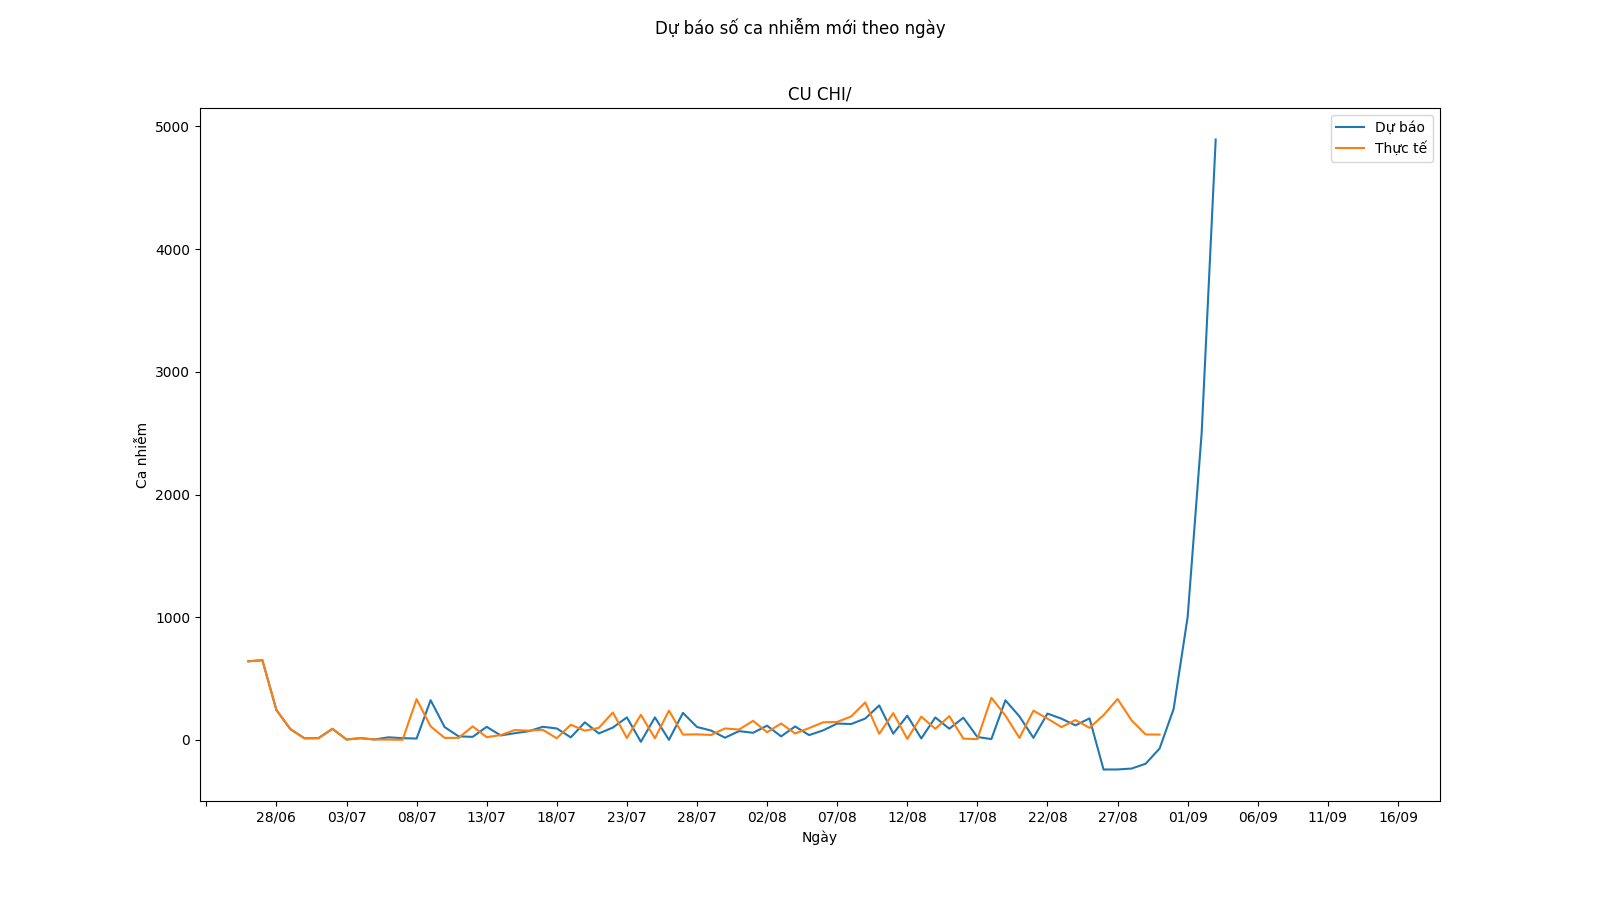 Dự báo số ca nhiễm mới theo ngày
CU CHI/
5000
4000
3000
2000
1000
0
Ca nhiễm
Dự báo
Thực tế
28/06 03/07 08/07 13/07 18/07 23/07 28/07 02/08 07/08 12/08 17/08 22/08 27/08 01/09 06/09 11/09 16/09
Ngày